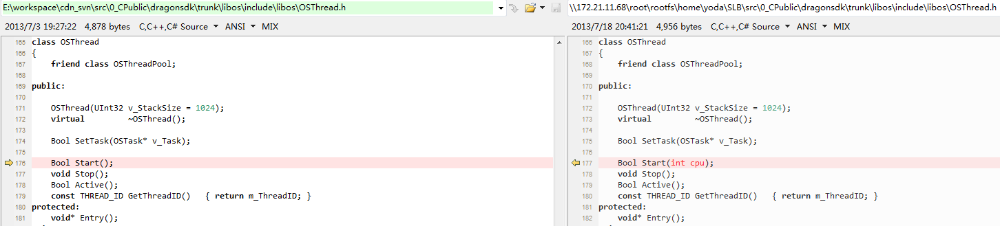 E:\workspace\cdn_svn\src\0_CPublic\dragonsdk\trunk\libos\include\libos\OSThread.h
2013/7/3 19:27:22 4,878 bytes C,C++,C# Source ANSI MIX
165 class OSThread
166 {
167 friend class OSThreadPool;
168
169 public:
170
171 OSThread(UInt32 v_StackSize = 1024);
172 virtual ~OSThread();
173
174 Bool SetTask(OSTask* v_Task);
175
176 Bool Start();
177 void Stop();
178 Bool Active();
179 const THREAD_ID GetThreadID() { return m_ThreadID; }
180 protected:
181 void* Entry();
\\172.21.11.68\root\rootfs\home\yoda\SLB\src\0_CPublic\dragonsdk\trunk\libos\include\libos\OSThread.h
2013/7/18 20:41:21 4,956 bytes C,C++,C# Source ANSI MIX
166 class OSThread
167 {
168 friend class OSThreadPool;
169
170 public:
171
172 OSThread(UInt32 v_StackSize = 1024);
173 virtual ~OSThread();
174
175 Bool SetTask(OSTask* v_Task);
176
177 Bool Start(int cpu);
178 void Stop();
179 Bool Active();
180 const THREAD_ID GetThreadID() { return m_ThreadID; }
181 protected:
182 void* Entry();